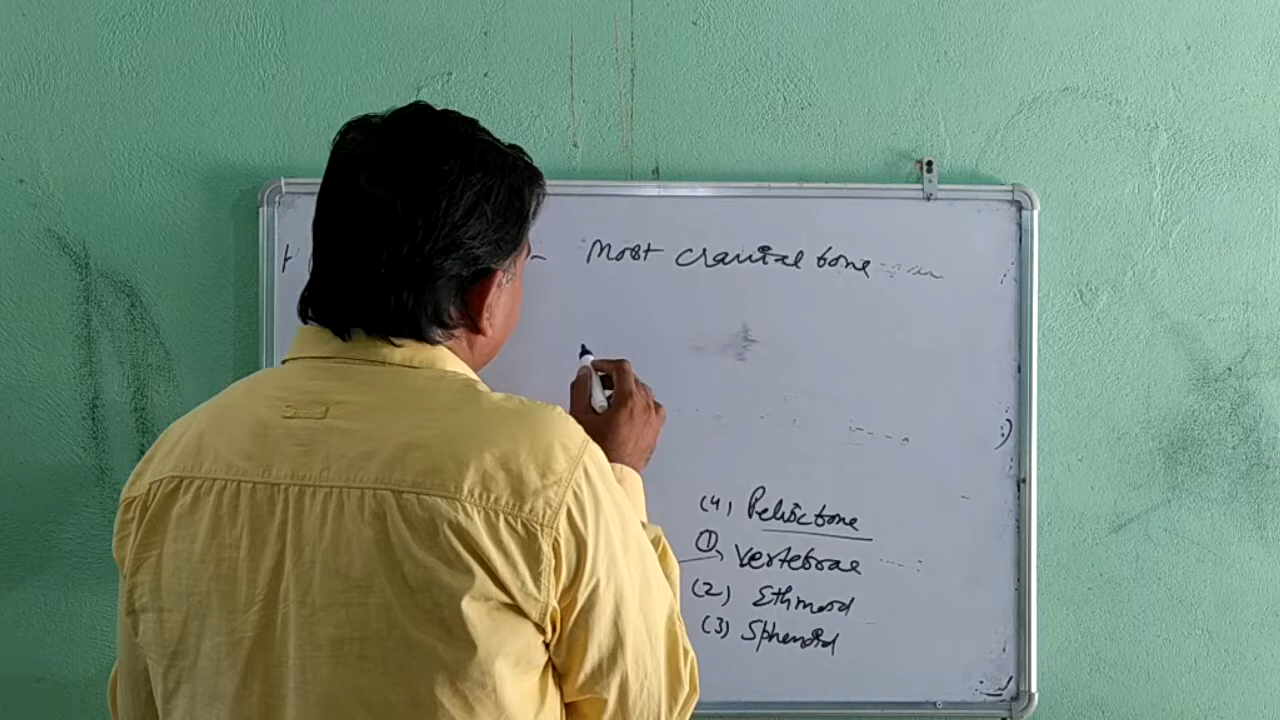 - Most cranial bone
(4) Pelvic bone
(1) Vertebrae
(2) Ethmoid
(3) Sphenoid